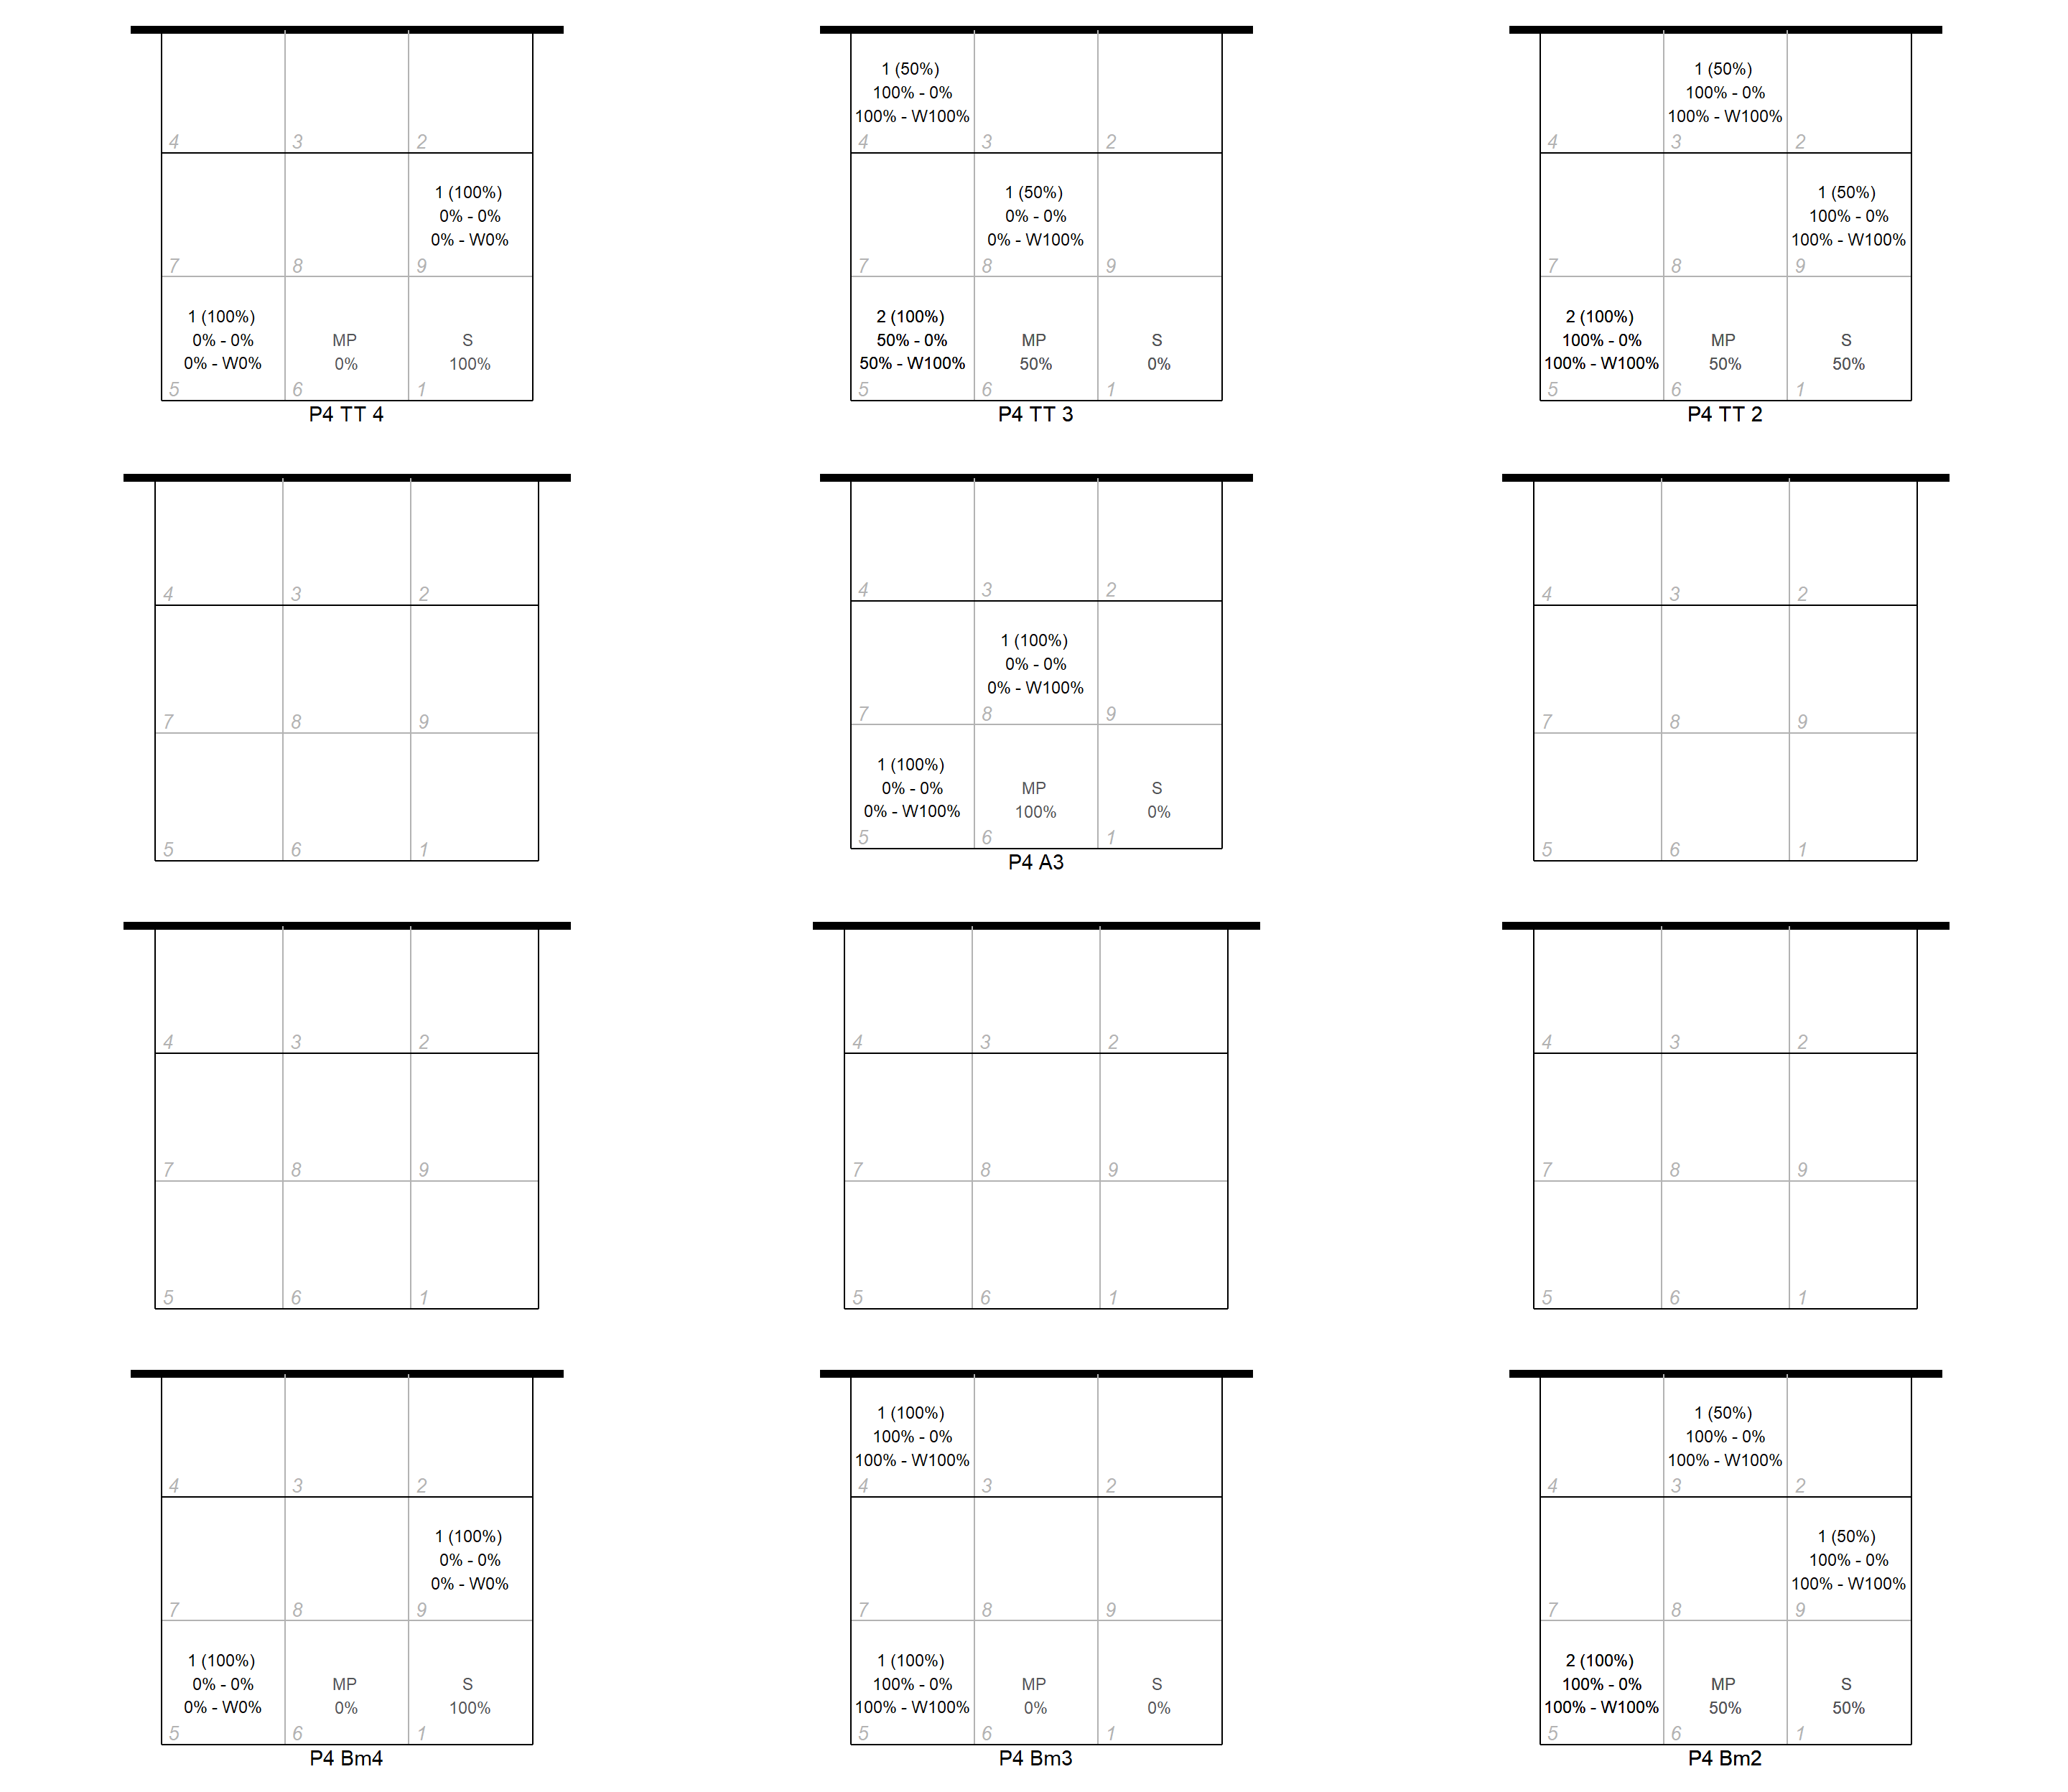 4 3 2
1 (100%)
0% - 0%
0% - W0%
7 8 9
1 (100%)
0% - 0%
0% - W0%
MP
0%
S
100%
5 6 1
P4 TT 4
1 (50%)
100% - 0%
100% - W100%
4 3 2
1 (50%)
0% - 0%
0% - W100%
7 8 9
2 (100%)
50% - 0%
50% - W100%
MP
50%
S
0%
5 6 1
P4 TT 3
1 (50%)
100% - 0%
100% - W100%
4 3 2
1 (50%)
100% - 0%
100% - W100%
7 8 9
2 (100%)
100% - 0%
100% - W100%
MP
50%
S
50%
5 6 1
P4 TT 2
4 3 2
7 8 9
5 6 1
4 3 2
1 (100%)
0% - 0%
0% - W100%
7 8 9
1 (100%)
0% - 0%
0% - W100%
MP
100%
S
0%
5 6 1
P4 A3
4 3 2
7 8 9
5 6 1
4 3 2
7 8 9
5 6 1
4 3 2
7 8 9
5 6 1
4 3 2
7 8 9
5 6 1
4 3 2
1 (100%)
0% - 0%
0% - W0%
7 8 9
1 (100%)
0% - 0%
0% - W0%
MP
0%
S
100%
5 6 1
P4 Bm4
1 (100%)
100% - 0%
100% - W100%
4 3 2
7 8 9
1 (100%)
100% - 0%
100% - W100%
MP
0%
S
0%
5 6 1
P4 Bm3
1 (50%)
100% - 0%
100% - W100%
4 3 2
1 (50%)
100% - 0%
100% - W100%
7 8 9
2 (100%)
100% - 0%
100% - W100%
MP
50%
S
50%
5 6 1
P4 Bm2